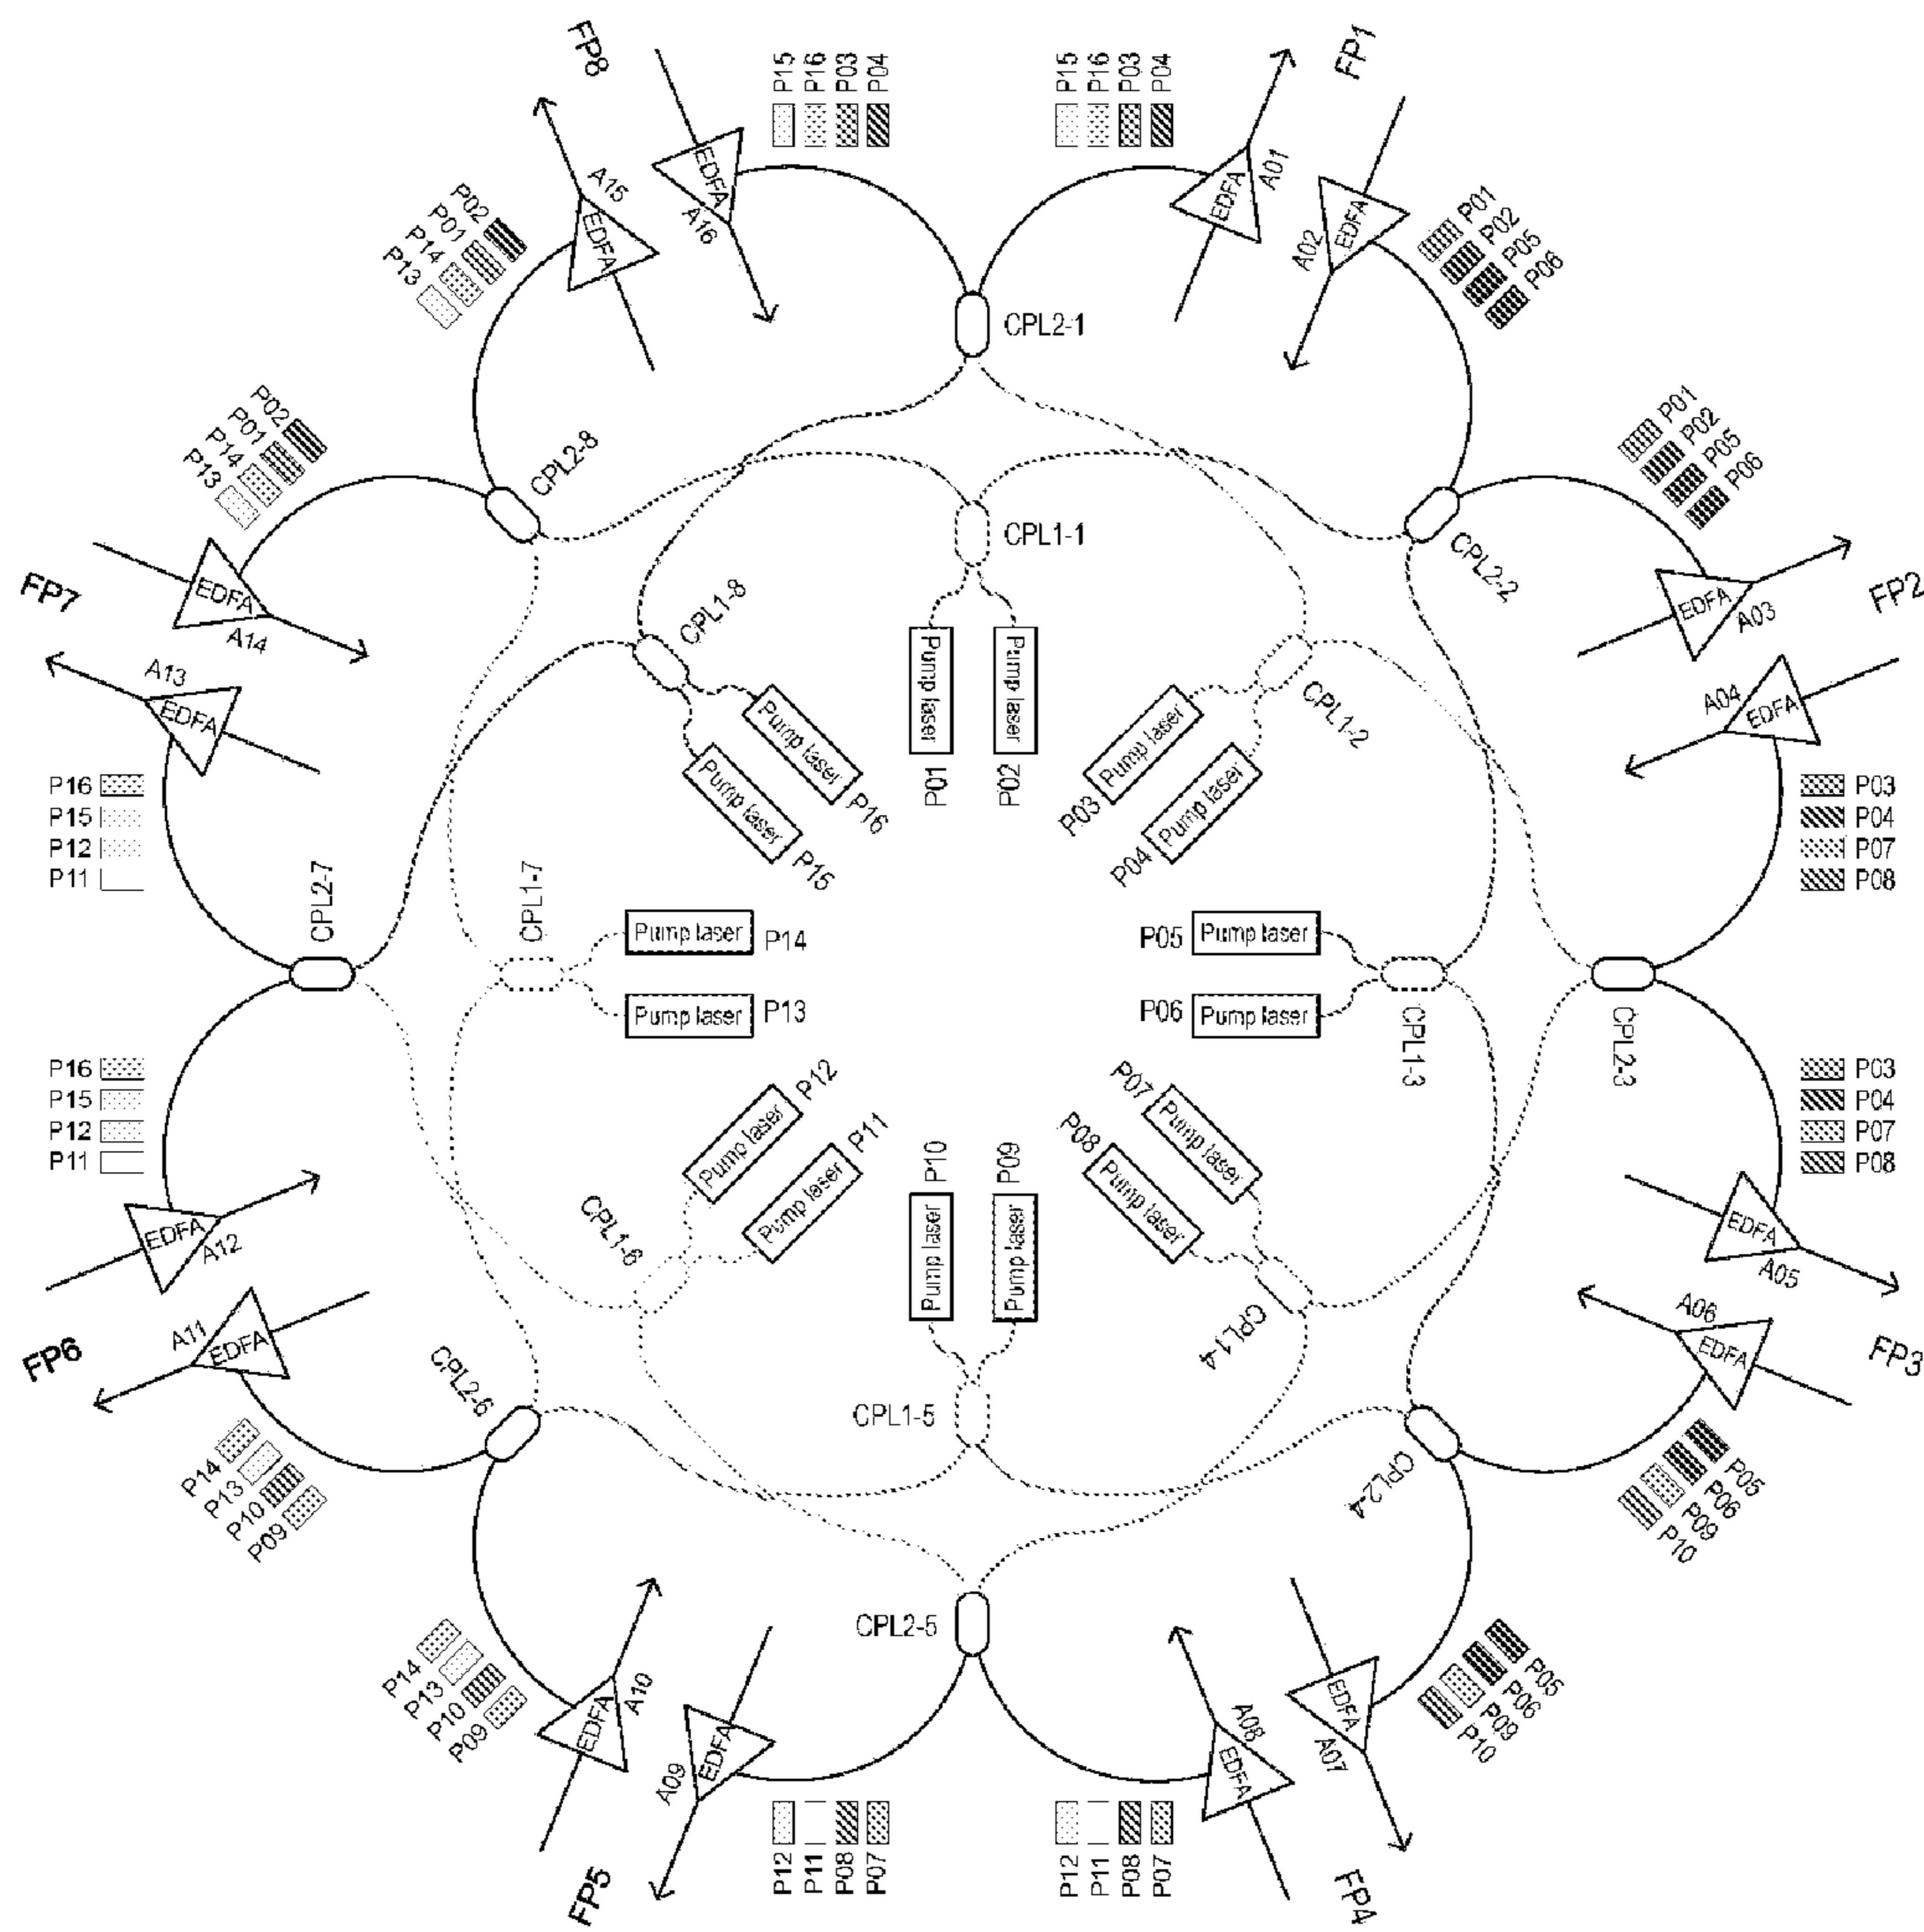 FP8
P15
P16
P03
P04
P15
P16
P03
P04
FP1
EDFA
A15
EDFA
A16
EDFA
A01
EDFA
A02
P13
P14
P01
P02
P01
P02
P05
P06
CPL2-1
P13
P14
P01
P02
CPL2-8
CPL1-1
CPL2-2
P01
P02
P05
P06
FP7
EDFA
A14
A13
EDFA
EDFA
A03
FP2
A04
EDFA
CPL1-8
Pump laser
P16
Pump laser
P15
Pump laser
P01
Pump laser
P02
Pump laser
P03
Pump laser
P04
CPL1-2
P16
P15
P12
P11
P03
P04
P07
P08
CPL2-7
CPL1-7
Pump laser
P14
Pump laser
P13
P05
Pump laser
P06
Pump laser
CPL1-3
CPL2-3
P16
P15
P12
P11
P03
P04
P07
P08
Pump laser
P12
Pump laser
P11
CPL1-6
P10
Pump laser
P09
Pump laser
P07
Pump laser
P08
Pump laser
CPL1-4
EDFA
A12
A11
EDFA
FP6
EDFA
A05
A06
EDFA
FP3
CPL2-6
CPL1-5
CPL2-4
P14
P13
P10
P09
P05
P06
P09
P10
CPL2-5
P14
P13
P10
P09
P05
P06
P09
P10
EDFA
A10
EDFA
A09
A08
EDFA
EDFA
A07
FP5
P12
P11
P08
P07
P12
P11
P08
P07
FP4